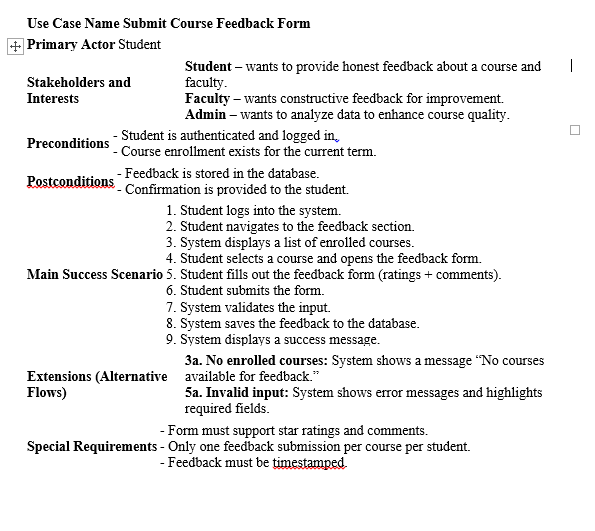 Use Case Name Submit Course Feedback Form
Primary Actor Student
Student – wants to provide honest feedback about a course and
faculty.
Stakeholders and
Interests
Faculty – wants constructive feedback for improvement.
Admin – wants to analyze data to enhance course quality.
Preconditions
- Student is authenticated and logged in.
- Course enrollment exists for the current term.
Postconditions
- Feedback is stored in the database.
- Confirmation is provided to the student.
1. Student logs into the system.
2. Student navigates to the feedback section.
3. System displays a list of enrolled courses.
4. Student selects a course and opens the feedback form.
Main Success Scenario 5. Student fills out the feedback form (ratings + comments).
6. Student submits the form.
7. System validates the input.
8. System saves the feedback to the database.
9. System displays a success message.
3a. No enrolled courses: System shows a message “No courses
available for feedback.”
Extensions (Alternative
Flows)
5a. Invalid input: System shows error messages and highlights
required fields.
- Form must support star ratings and comments.
Special Requirements - Only one feedback submission per course per student.
- Feedback must be timestamped.